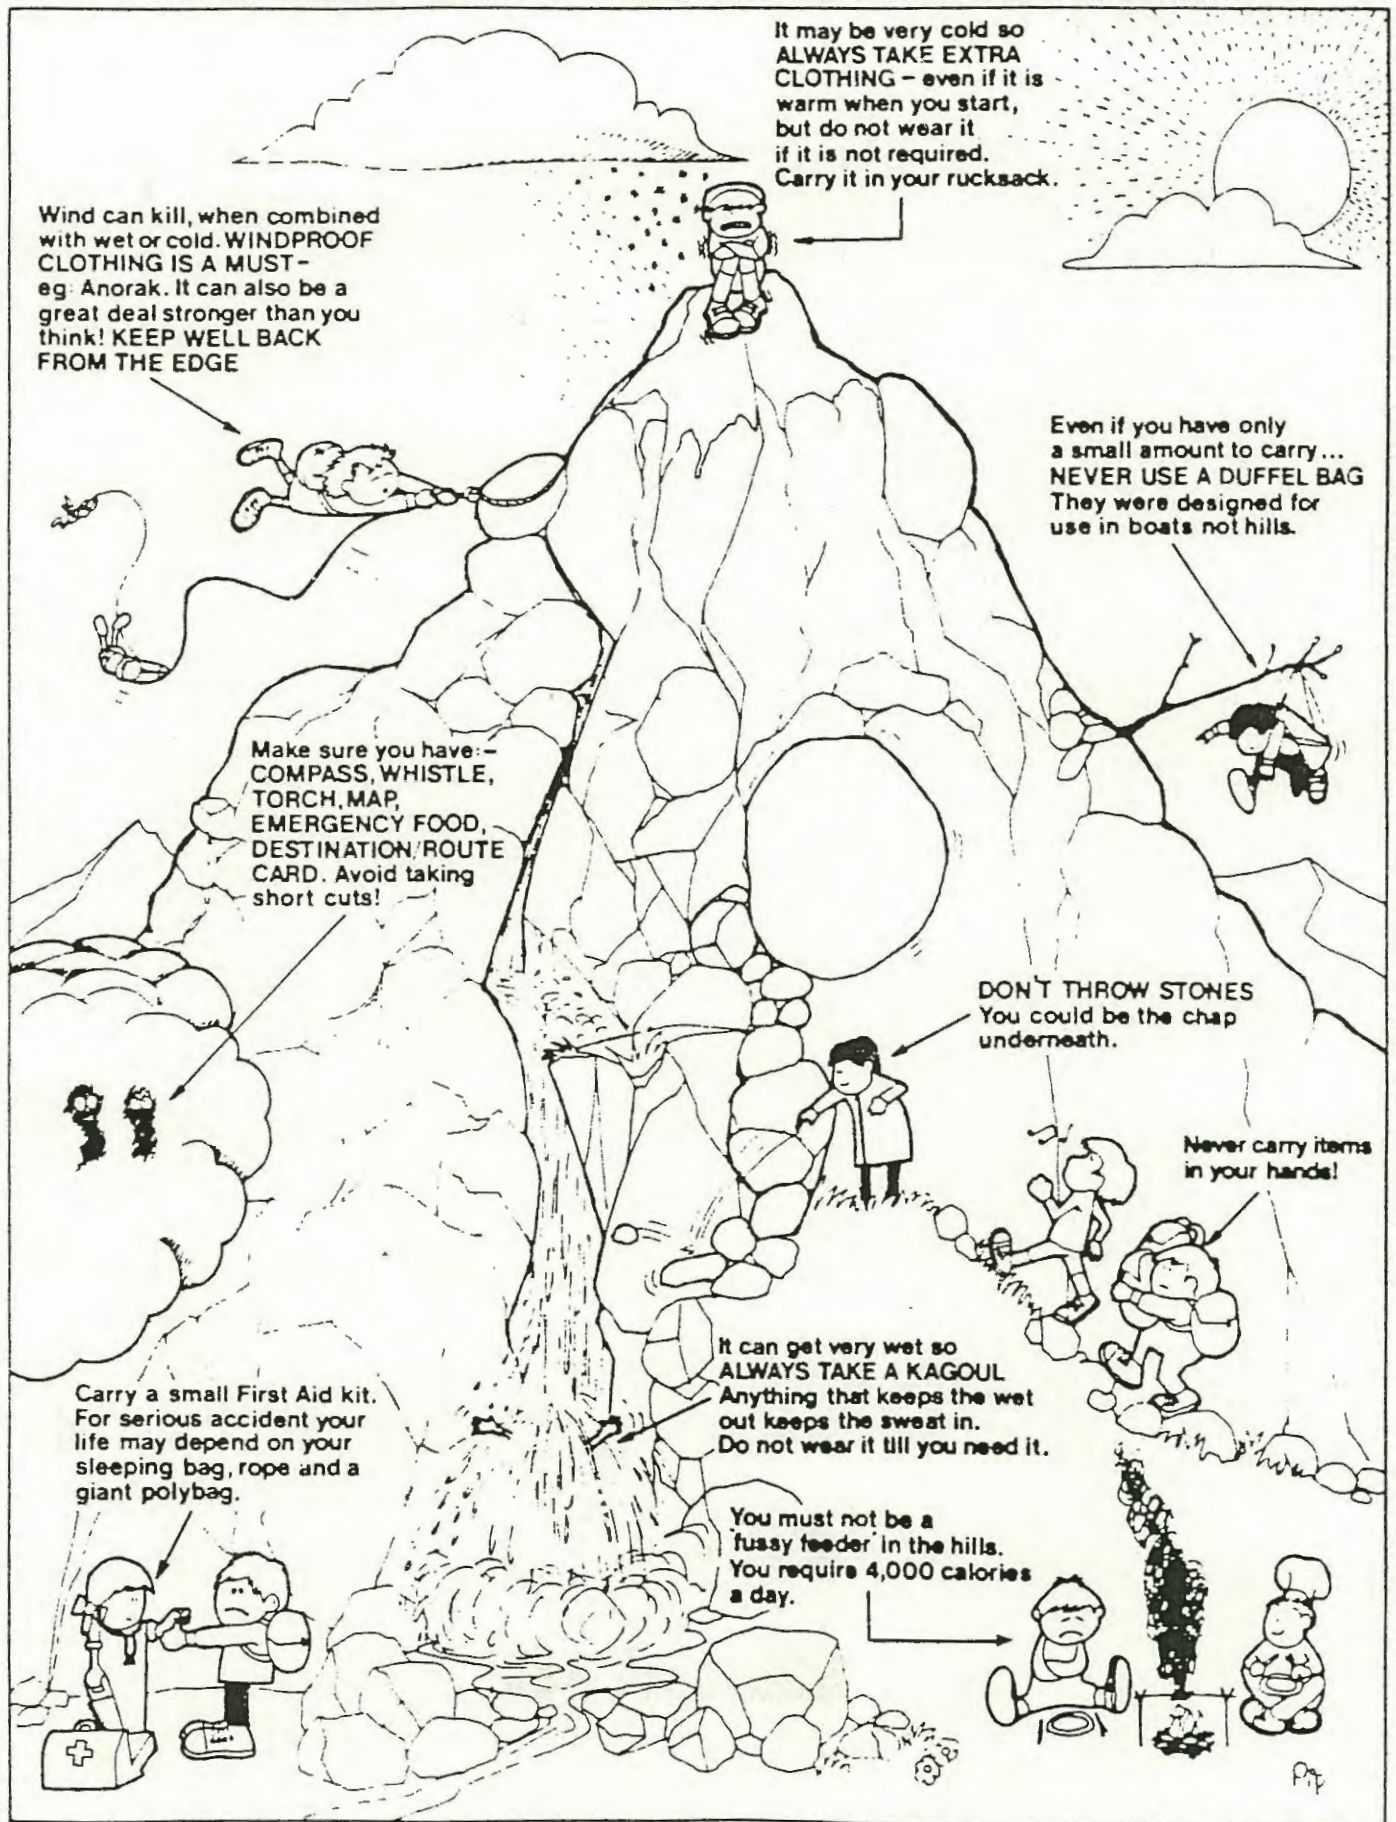 It may be very cold so
ALWAYS TAKE EXTRA
CLOTHING – even if it is
warm when you start,
but do not wear it
if it is not required.
Carry it in your rucksack.
Wind can kill, when combined
with wet or cold. WINDPROOF
CLOTHING IS A MUST –
eg: Anorak. It can also be a
great deal stronger than you
think! KEEP WELL BACK
FROM THE EDGE
Even if you have only
a small amount to carry...
NEVER USE A DUFFEL BAG
They were designed for
use in boats not hills.
Make sure you have:–
COMPASS, WHISTLE,
TORCH, MAP,
EMERGENCY FOOD,
DESTINATION/ROUTE
CARD. Avoid taking
short cuts!
DON'T THROW STONES
You could be the chap
underneath.
Never carry items
in your hands!
It can get very wet so
ALWAYS TAKE A KAGOUL
Anything that keeps the wet
out keeps the sweat in.
Do not wear it till you need it.
Carry a small First Aid kit.
For serious accident your
life may depend on your
sleeping bag, rope and a
giant polybag.
You must not be a
'fussy feeder' in the hills.
You require 4,000 calories
a day.
Pip